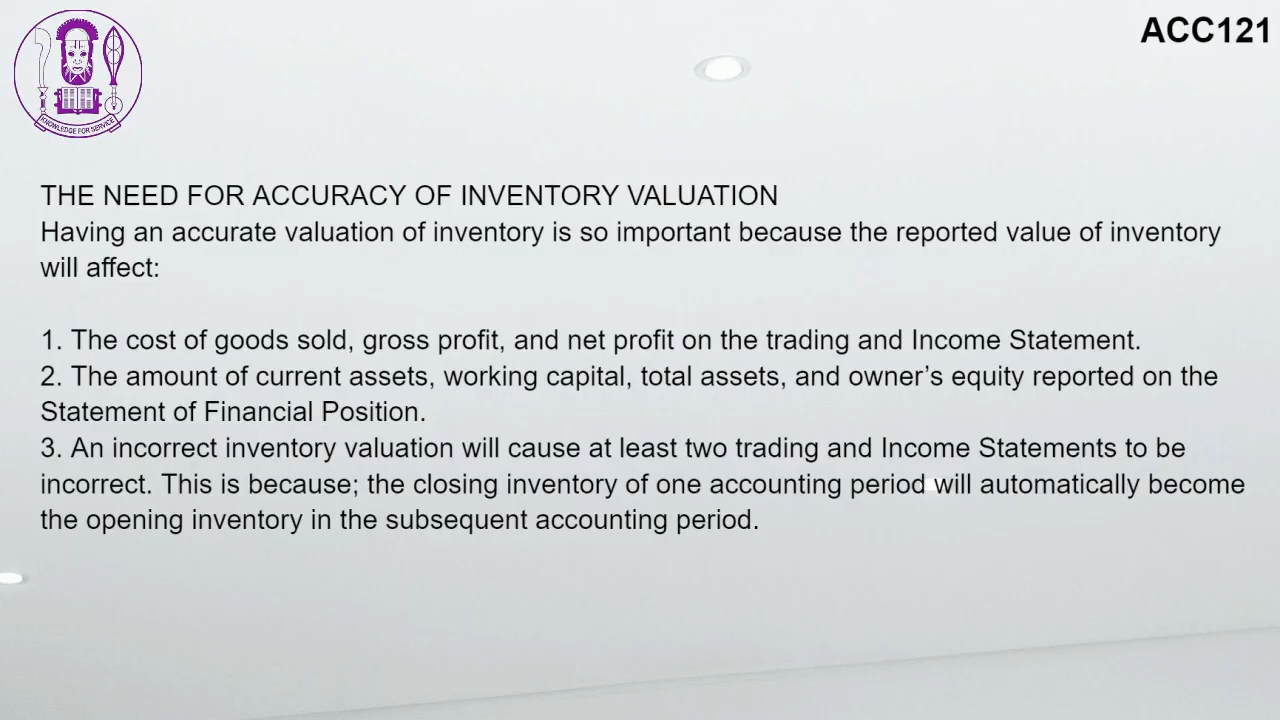 ACC121
KNOWLEDGE FOR SERVICE
THE NEED FOR ACCURACY OF INVENTORY VALUATION
Having an accurate valuation of inventory is so important because the reported value of inventory
will affect:
1. The cost of goods sold, gross profit, and net profit on the trading and Income Statement.
2. The amount of current assets, working capital, total assets, and owner’s equity reported on the
Statement of Financial Position.
3. An incorrect inventory valuation will cause at least two trading and Income Statements to be
incorrect. This is because; the closing inventory of one accounting period will automatically become
the opening inventory in the subsequent accounting period.